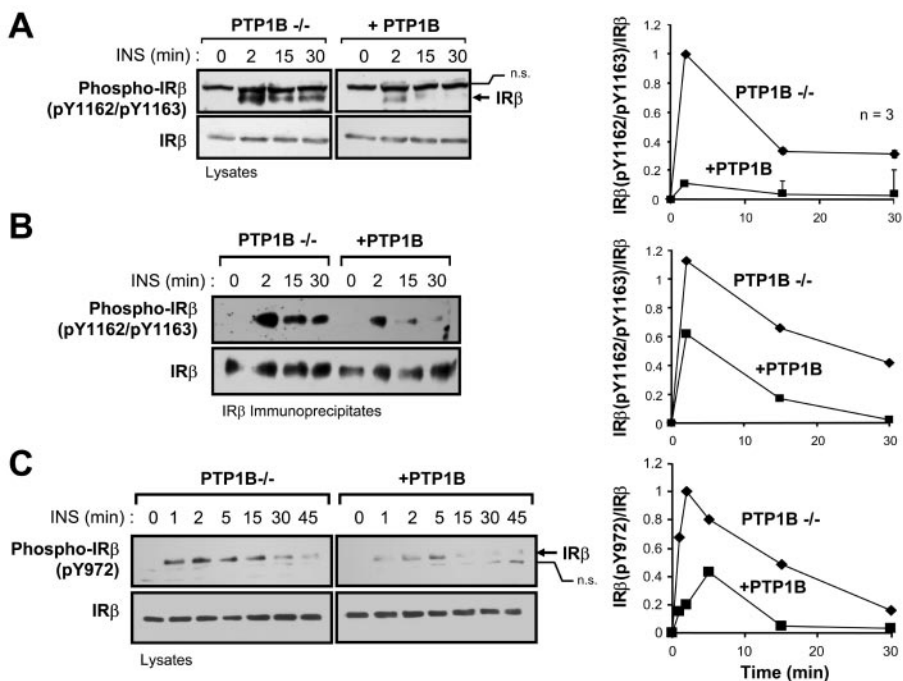 A
PTP1B -/-
+ PTP1B
INS (min) : 0 2 15 30 0 2 15 30
n.s.
Phospho-IRβ
(pY1162/pY1163)
IRβ
IRβ
Lysates
IRβ(pY1162/pY1163)/IRβ
1.2
1
0.8
0.6
0.4
0.2
0
0 10 20 30
PTP1B -/-
n = 3
+PTP1B
B
PTP1B -/-
+PTP1B
INS (min) : 0 2 15 30 0 2 15 30
Phospho-IRβ
(pY1162/pY1163)
IRβ
IRβ Immunoprecipitates
IRβ(pY1162/pY1163)/IRβ
1.2
1
0.8
0.6
0.4
0.2
0
0 10 20 30
PTP1B -/-
+PTP1B
C
PTP1B-/-
+PTP1B
INS (min) : 0 1 2 5 15 30 45 0 1 2 5 15 30 45
Phospho-IRβ
(pY972)
IRβ
n.s.
IRβ
Lysates
IRβ(pY972)/IRβ
1.2
1
0.8
0.6
0.4
0.2
0
0 10 20 30
PTP1B -/-
+PTP1B
Time (min)